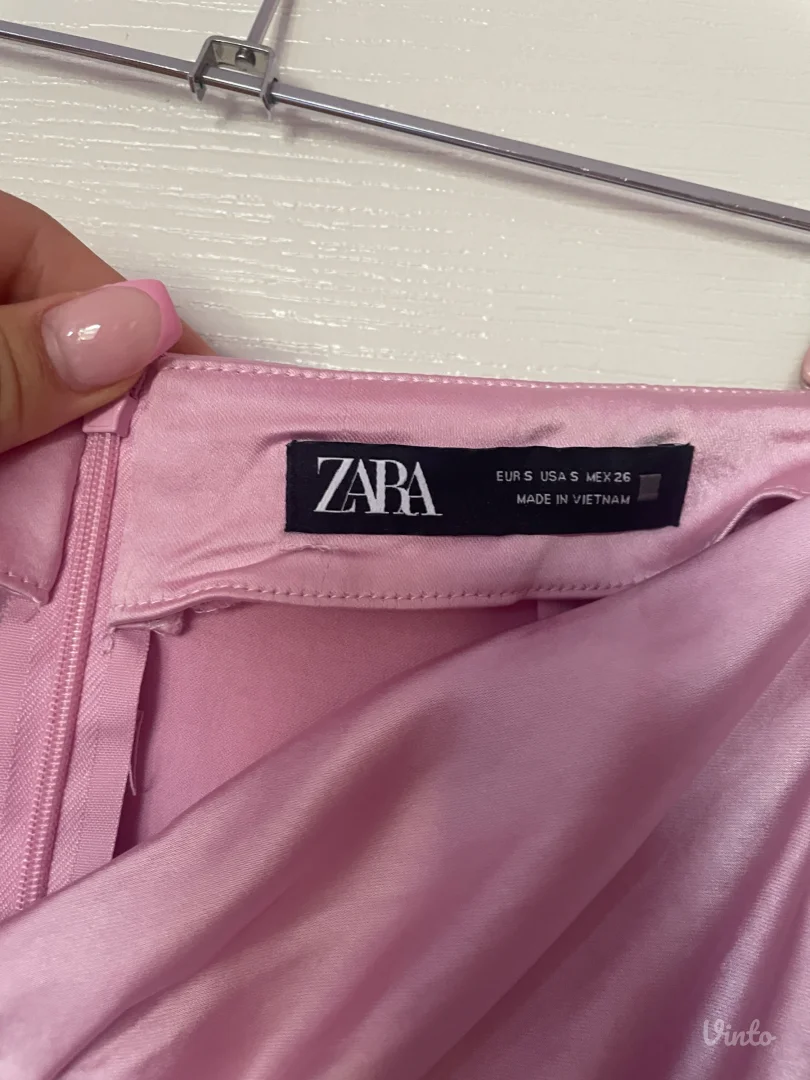 ZARA
EUR S USA S MEX 26
MADE IN VIETNAM
Vinto